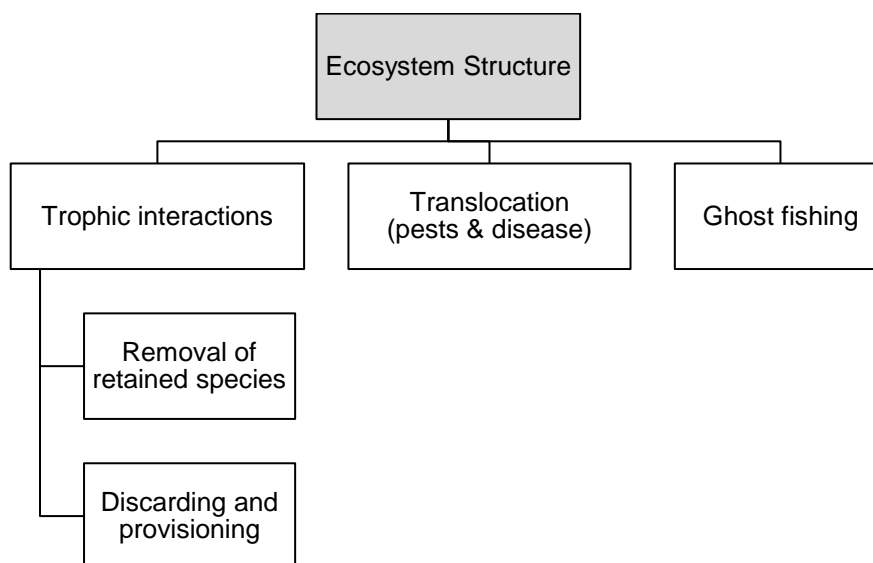 Ecosystem Structure
Trophic interactions
Translocation
(pests & disease)
Ghost fishing
Removal of
retained species
Discarding and
provisioning